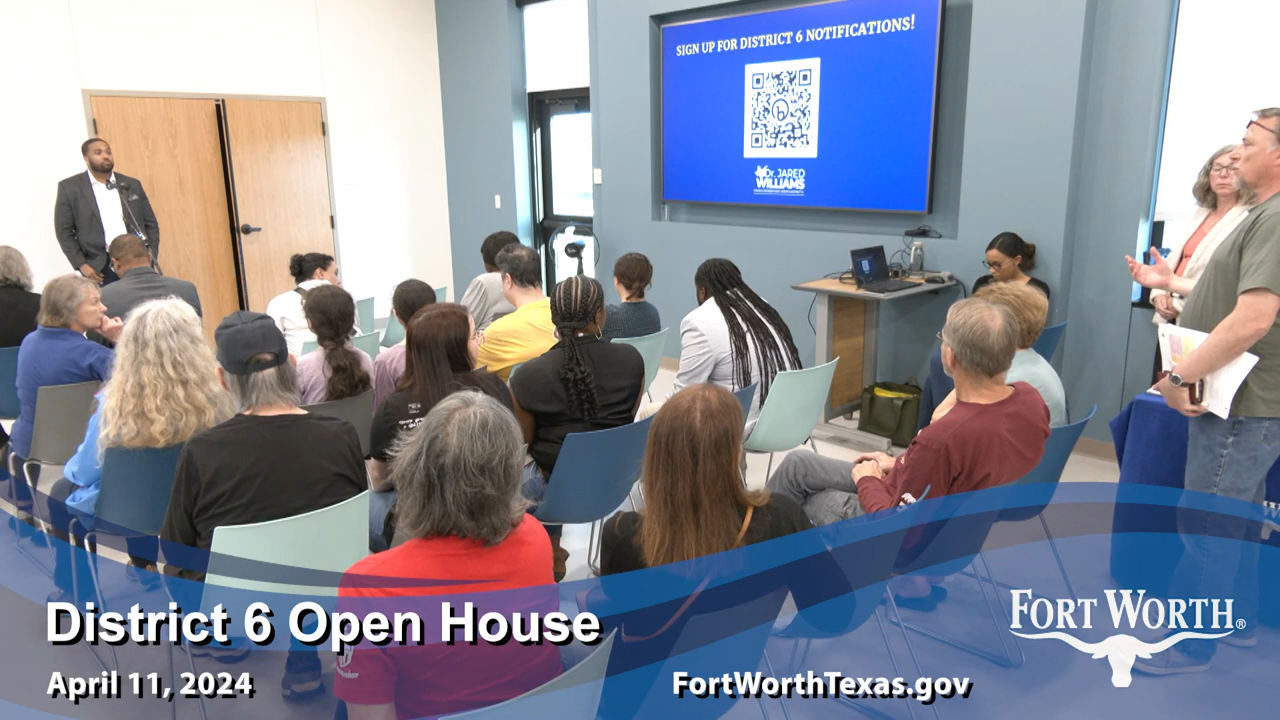 SIGN UP FOR DISTRICT 6 NOTIFICATIONS!
Dr. JARED
WILLIAMS
District 6 Open House
April 11, 2024
FortWorthTexas.gov
FORT WORTH®